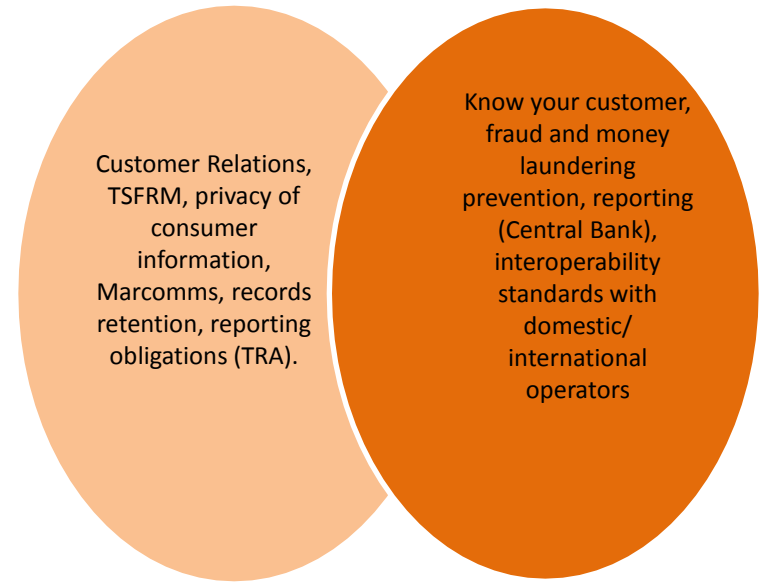 Customer Relations,
TSFRM, privacy of
consumer
information,
Marcomms, records
retention, reporting
obligations (TRA).
Know your customer,
fraud and money
laundering
prevention, reporting
(Central Bank),
interoperability
standards with
domestic/
international
operators